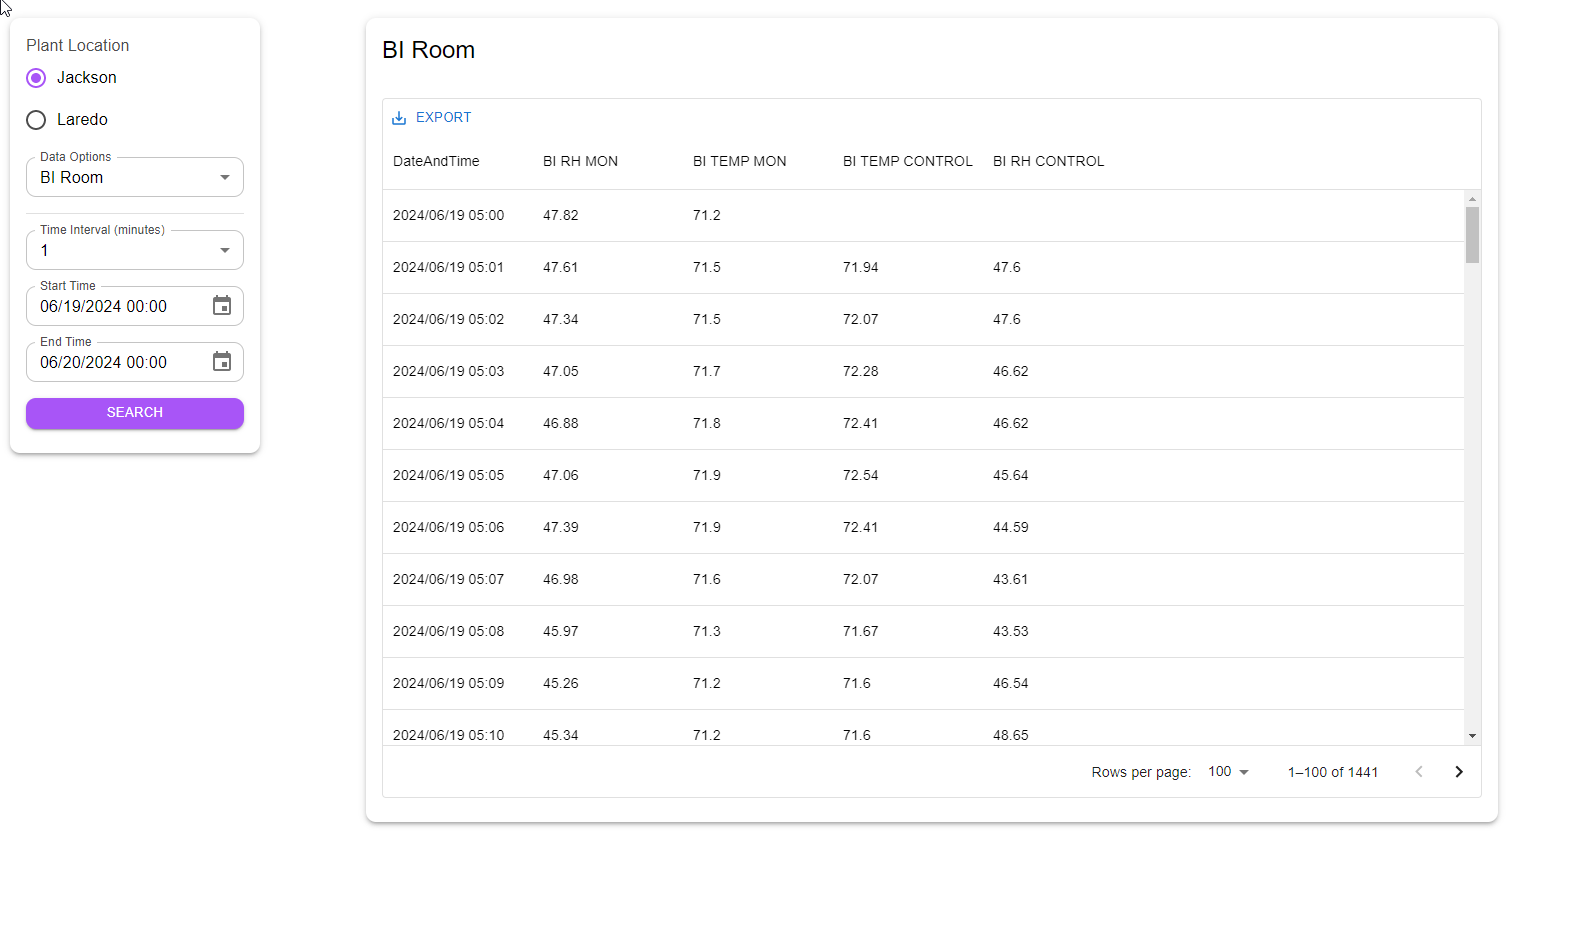 Plant Location
Jackson
Laredo
Data Options
BI Room
Time Interval (minutes)
1
Start Time
06/19/2024 00:00
End Time
06/20/2024 00:00
SEARCH
BI Room
EXPORT
DateAndTime BI RH MON BI TEMP MON BI TEMP CONTROL BI RH CONTROL
2024/06/19 05:00 47.82 71.2
2024/06/19 05:01 47.61 71.5 71.94 47.6
2024/06/19 05:02 47.34 71.5 72.07 47.6
2024/06/19 05:03 47.05 71.7 72.28 46.62
2024/06/19 05:04 46.88 71.8 72.41 46.62
2024/06/19 05:05 47.06 71.9 72.54 45.64
2024/06/19 05:06 47.39 71.9 72.41 44.59
2024/06/19 05:07 46.98 71.6 72.07 43.61
2024/06/19 05:08 45.97 71.3 71.67 43.53
2024/06/19 05:09 45.26 71.2 71.6 46.54
2024/06/19 05:10 45.34 71.2 71.6 48.65
Rows per page: 100 1–100 of 1441